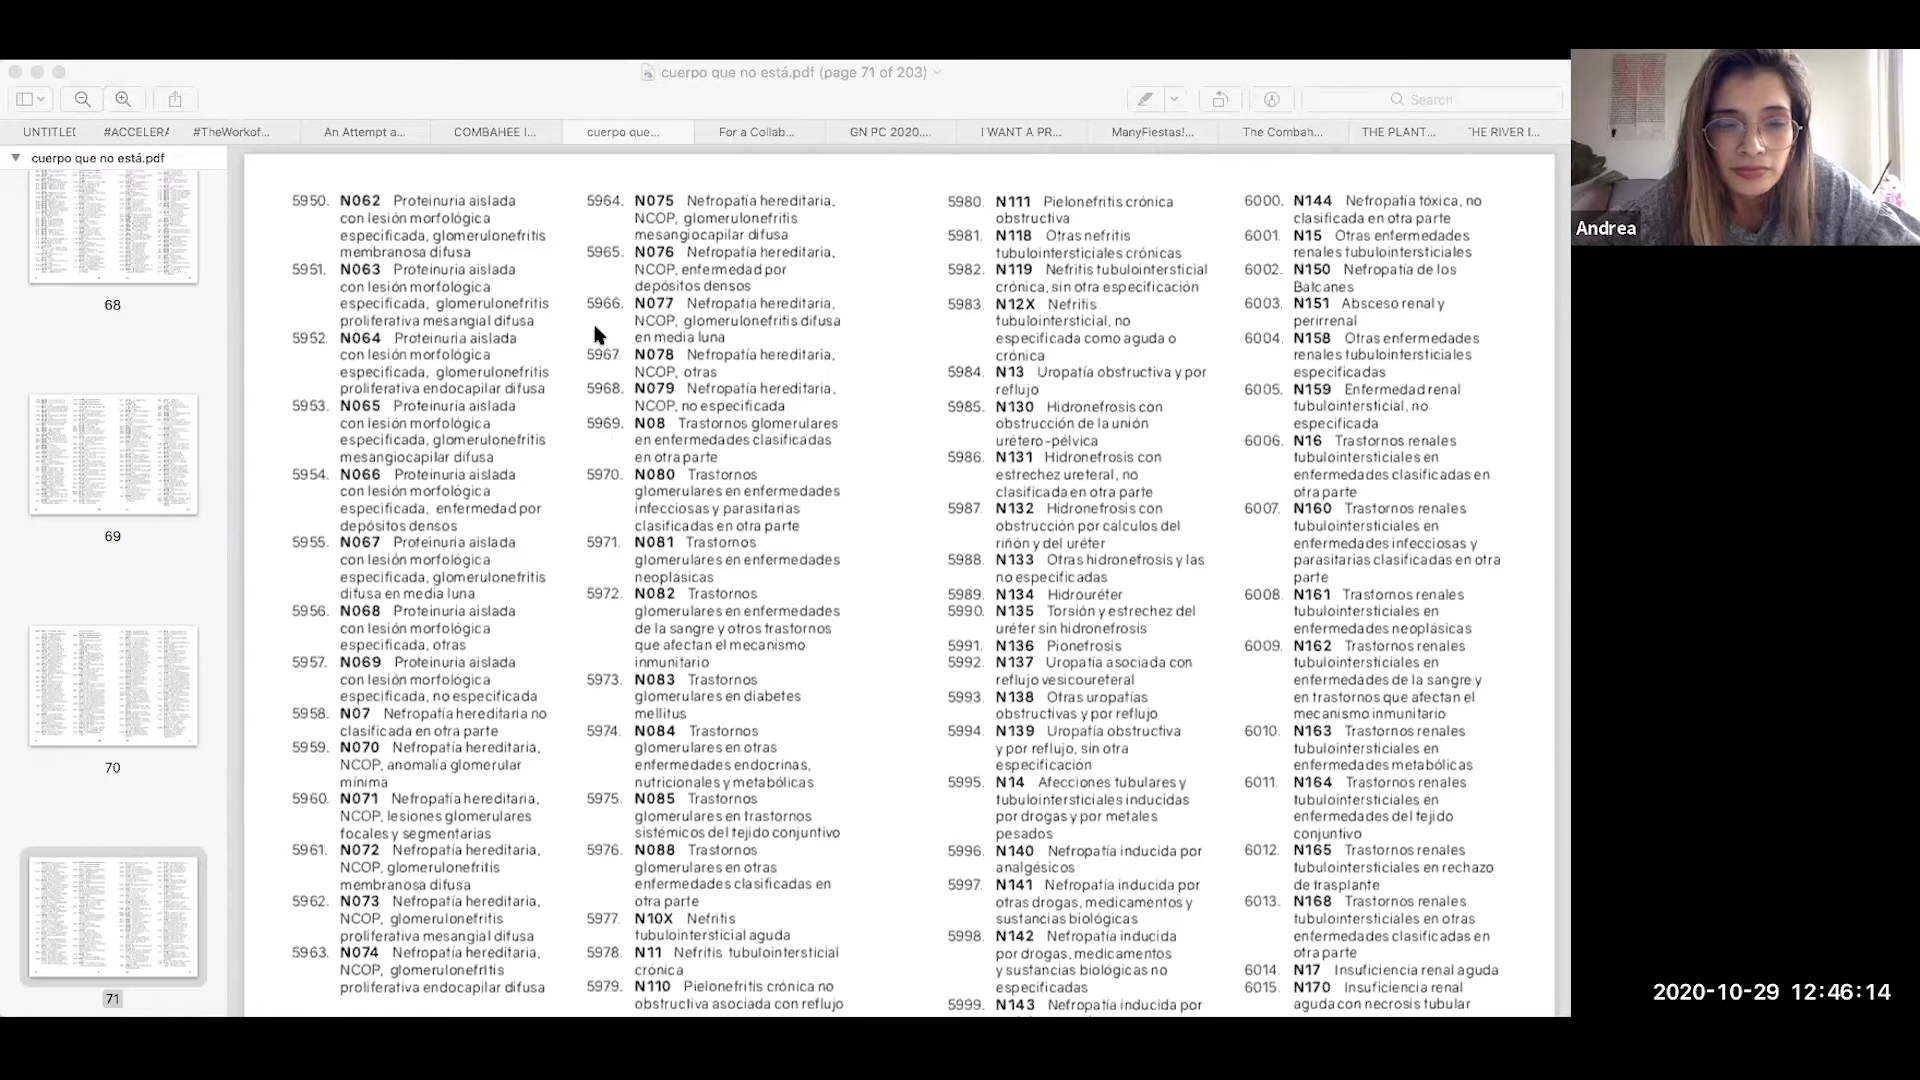 cuerpo que no está.pdf (page 71 of 203)
Search
UNTITLEI
#ACCELERA
#TheWorkof...
An Attempt a...
COMBAHEE I...
cuerpo que...
For a Collab...
GN PC 2020....
I WANT A PR...
ManyFiestas!...
The Combah...
THE PLANT...
THE RIVER I...
cuerpo que no está.pdf
68
69
70
71
5950. N062 Proteinuria aislada
con lesión morfológica
especificada, glomerulonefritis
membranosa difusa
5951. N063 Proteinuria aislada
con lesión morfológica
especificada, glomerulonefritis
proliferativa mesangial difusa
5952. N064 Proteinuria aislada
con lesión morfológica
especificada, glomerulonefritis
proliferativa endocapilar difusa
5953. N065 Proteinuria aislada
con lesión morfológica
especificada, glomerulonefritis
mesangiocapilar difusa
5954. N066 Proteinuria aislada
con lesión morfológica
especificada, enfermedad por
depósitos densos
5955. N067 Proteinuria aislada
con lesión morfológica
especificada, glomerulonefritis
difusa en media luna
5956. N068 Proteinuria aislada
con lesión morfológica
especificada, otras
5957. N069 Proteinuria aislada
con lesión morfológica
especificada, no especificada
5958. N07 Nefropatía hereditaria no
clasificada en otra parte
5959. N070 Nefropatía hereditaria,
NCOP, anomalía glomerular
mínima
5960. N071 Nefropatía hereditaria,
NCOP, lesiones glomerulares
focales y segmentarias
5961. N072 Nefropatía hereditaria,
NCOP, glomerulonefritis
membranosa difusa
5962. N073 Nefropatía hereditaria,
NCOP, glomerulonefritis
proliferativa mesangial difusa
5963. N074 Nefropatía hereditaria,
NCOP, glomerulonefritis
proliferativa endocapilar difusa
5964. N075 Nefropatía hereditaria,
NCOP, glomerulonefritis
mesangiocapilar difusa
5965. N076 Nefropatía hereditaria,
NCOP, enfermedad por
depósitos densos
5966. N077 Nefropatía hereditaria,
NCOP, glomerulonefritis difusa
en media luna
5967. N078 Nefropatía hereditaria,
NCOP, otras
5968. N079 Nefropatía hereditaria,
NCOP, no especificada
5969. N08 Trastornos glomerulares
en enfermedades clasificadas
en otra parte
5970. N080 Trastornos
glomerulares en enfermedades
infecciosas y parasitarias
clasificadas en otra parte
5971. N081 Trastornos
glomerulares en enfermedades
neoplásicas
5972. N082 Trastornos
glomerulares en enfermedades
de la sangre y otros trastornos
que afectan el mecanismo
inmunitario
5973. N083 Trastornos
glomerulares en diabetes
mellitus
5974. N084 Trastornos
glomerulares en otras
enfermedades endocrinas,
nutricionales y metabólicas
5975. N085 Trastornos
glomerulares en trastornos
sistémicos del tejido conjuntivo
5976. N088 Trastornos
glomerulares en otras
enfermedades clasificadas en
otra parte
5977. N10X Nefritis
tubulointersticial aguda
5978. N11 Nefritis tubulointersticial
crónica
5979. N110 Pielonefritis crónica no
obstructiva asociada con reflujo
5980. N111 Pielonefritis crónica
obstructiva
5981. N118 Otras nefritis
tubulointersticiales crónicas
5982. N119 Nefritis tubulointersticial
crónica, sin otra especificación
5983. N12X Nefritis
tubulointersticial, no
especificada como aguda o
crónica
5984. N13 Uropatía obstructiva y por
reflujo
5985. N130 Hidronefrosis con
obstrucción de la unión
urétero-pélvica
5986. N131 Hidronefrosis con
estrechez ureteral, no
clasificada en otra parte
5987. N132 Hidronefrosis con
obstrucción por cálculos del
riñón y del uréter
5988. N133 Otras hidronefrosis y las
no especificadas
5989. N134 Hidrouréter
5990. N135 Torsión y estrechez del
uréter sin hidronefrosis
5991. N136 Pionefrosis
5992. N137 Uropatía asociada con
reflujo vesicoureteral
5993. N138 Otras uropatías
obstructivas y por reflujo
5994. N139 Uropatía obstructiva
y por reflujo, sin otra
especificación
5995. N14 Afecciones tubulares y
tubulointersticiales inducidas
por drogas y por metales
pesados
5996. N140 Nefropatía inducida por
analgésicos
5997. N141 Nefropatía inducida por
otras drogas, medicamentos y
sustancias biológicas
5998. N142 Nefropatía inducida
por drogas, medicamentos
y sustancias biológicas no
especificadas
5999. N143 Nefropatía inducida por
6000. N144 Nefropatía tóxica, no
clasificada en otra parte
6001. N15 Otras enfermedades
renales tubulointersticiales
6002. N150 Nefropatía de los
Balcanes
6003. N151 Absceso renal y
perirrenal
6004. N158 Otras enfermedades
renales tubulointersticiales
especificadas
6005. N159 Enfermedad renal
tubulointersticial, no
especificada
6006. N16 Trastornos renales
tubulointersticiales en
enfermedades clasificadas en
otra parte
6007. N160 Trastornos renales
tubulointersticiales en
enfermedades infecciosas y
parasitarias clasificadas en otra
parte
6008. N161 Trastornos renales
tubulointersticiales en
enfermedades neoplásicas
6009. N162 Trastornos renales
tubulointersticiales en
enfermedades de la sangre y
en trastornos que afectan el
mecanismo inmunitario
6010. N163 Trastornos renales
tubulointersticiales en
enfermedades metabólicas
6011. N164 Trastornos renales
tubulointersticiales en
enfermedades del tejido
conjuntivo
6012. N165 Trastornos renales
tubulointersticiales en rechazo
de trasplante
6013. N168 Trastornos renales
tubulointersticiales en otras
enfermedades clasificadas en
otra parte
6014. N17 Insuficiencia renal aguda
6015. N170 Insuficiencia renal
aguda con necrosis tubular
Andrea
2020-10-29 12:46:14